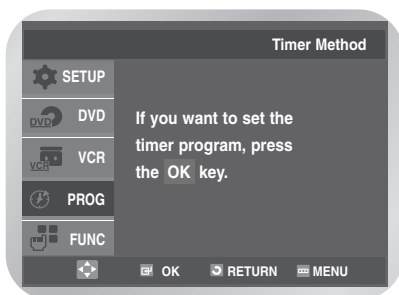 Timer Method
SETUP
DVD DVD
VCR VCR
PROG
FUNC
If you want to set the
timer program, press
the OK key.
OK RETURN MENU